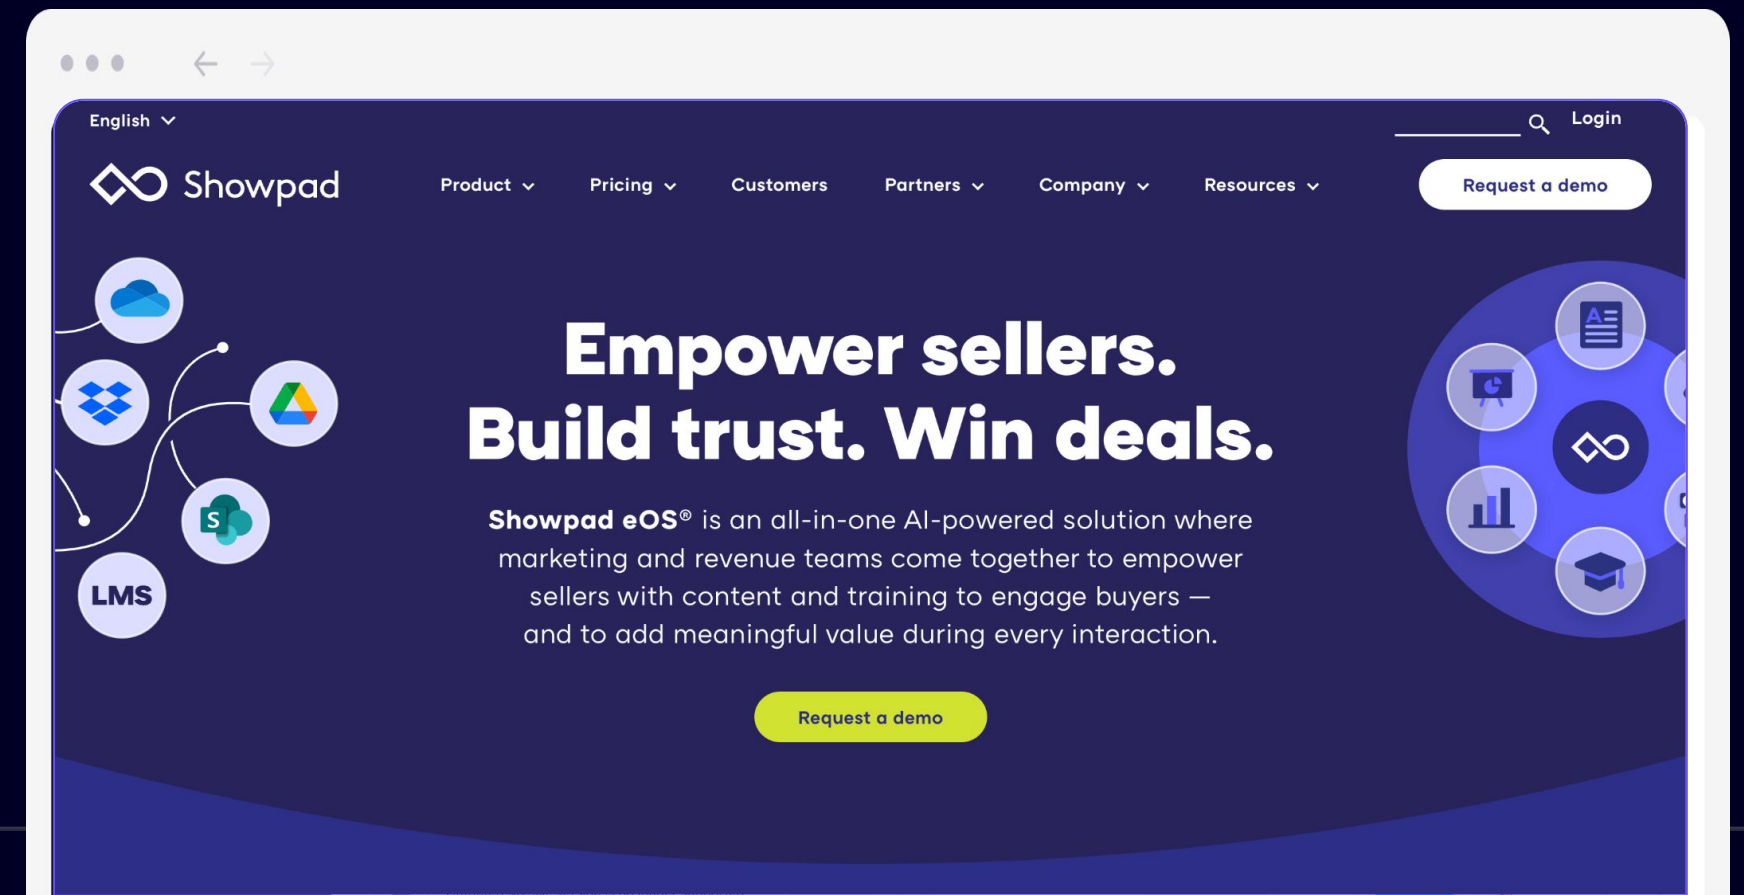 English
Login
Showpad
Product
Pricing
Customers
Partners
Company
Resources
Request a demo
Empower sellers.
Build trust. Win deals.
Showpad eOS® is an all-in-one AI-powered solution where
marketing and revenue teams come together to empower
sellers with content and training to engage buyers —
and to add meaningful value during every interaction.
Request a demo
S
LMS
A